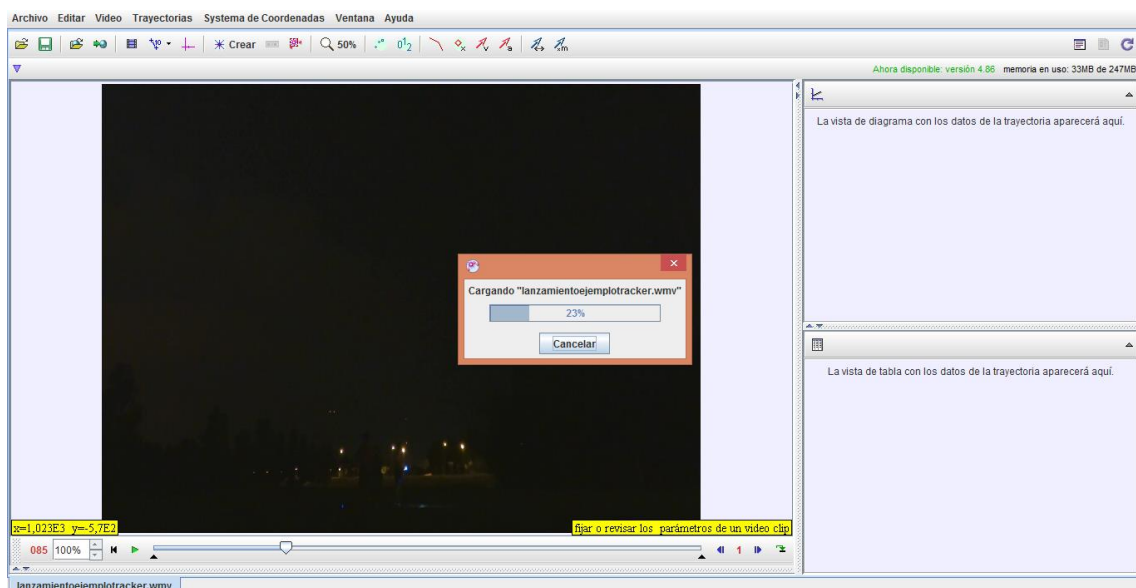 Archivo Editar Video Trayectorias Systema de Coordenadas Ventana Ayuda
Crear 50%
Ahora disponible: versión 4.86 memoria en uso: 33MB de 247MB
La vista de diagrama con los datos de la trayectoria aparecerá aquí.
Cargando "lanzamientoejemplotracker.wmv"
23%
Cancelar
La vista de tabla con los datos de la trayectoria aparecerá aquí.
x=1,023E3 y=-5,7E2
fijar o revisar los parámetros de un video clip
085 100% 1
lanzamientoejemplotracker.wmv